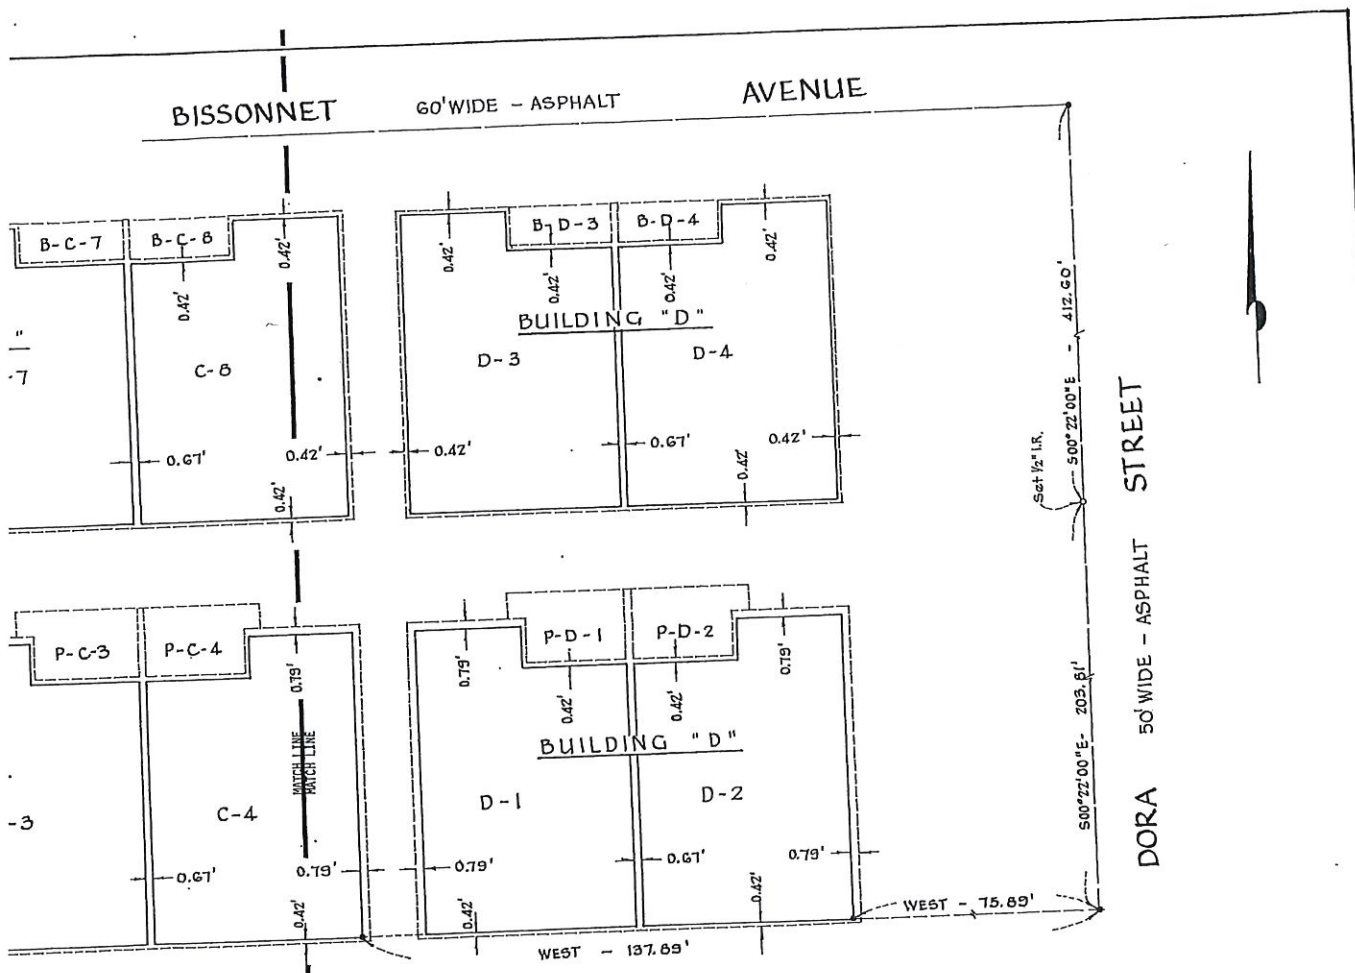 BISSONNET 60' WIDE - ASPHALT AVENUE
B-C-7 B-C-8 B-D-3 B-D-4
0.42' 0.42' 0.42' 0.42'
0.42' 0.42' 0.42'
BUILDING "D"
"
-7 C-8 D-3 D-4
0.67' 0.42' 0.42' 0.67' 0.42'
0.42' 0.42'
S00°22'00"E - 412.60'
Set 1/2" I.R.
P-C-3 P-C-4 P-D-1 P-D-2
0.79' 0.79' 0.79'
0.42' 0.42'
MATCH LINE
MATCH LINE
BUILDING "D"
-3 C-4 D-1 D-2
0.67' 0.79' 0.79' 0.67' 0.79'
0.42' 0.42' 0.42'
S00°22'00"E- 203.81'
WEST - 75.89'
WEST - 137.89'
DORA 50' WIDE - ASPHALT STREET